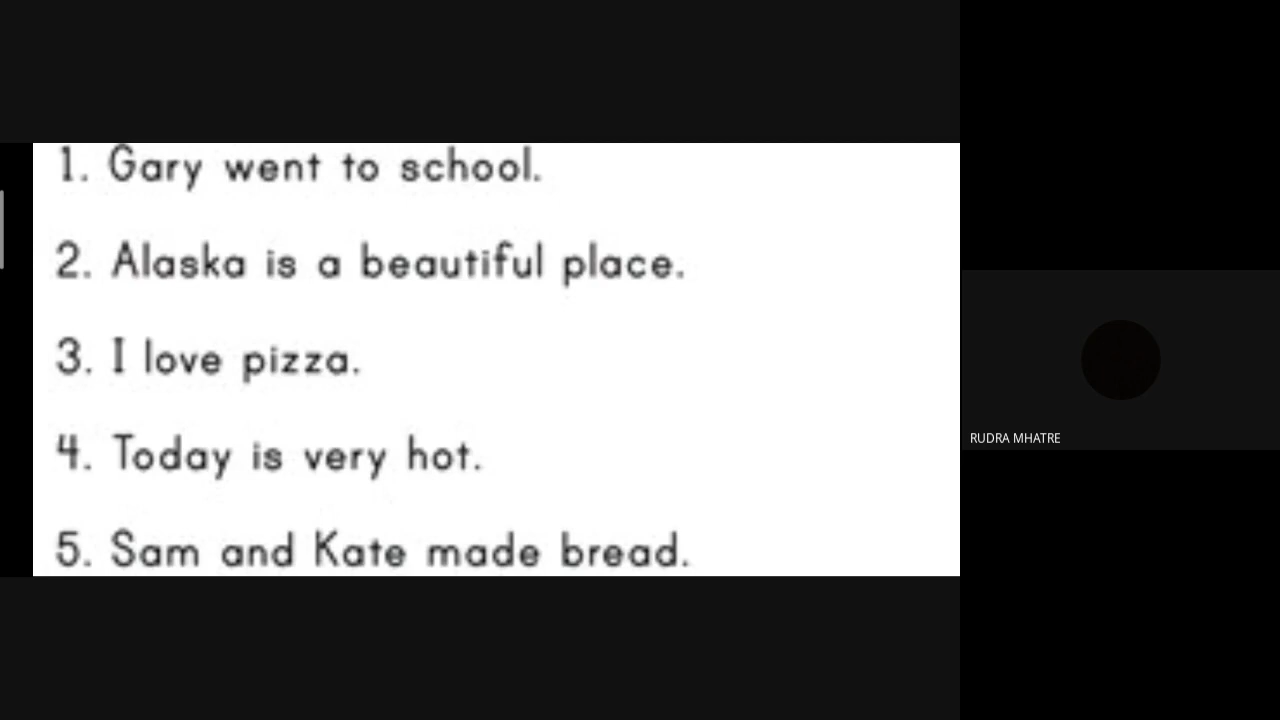 1. Gary went to school.
2. Alaska is a beautiful place.
3. I love pizza.
4. Today is very hot.
5. Sam and Kate made bread.
RUDRA MHATRE